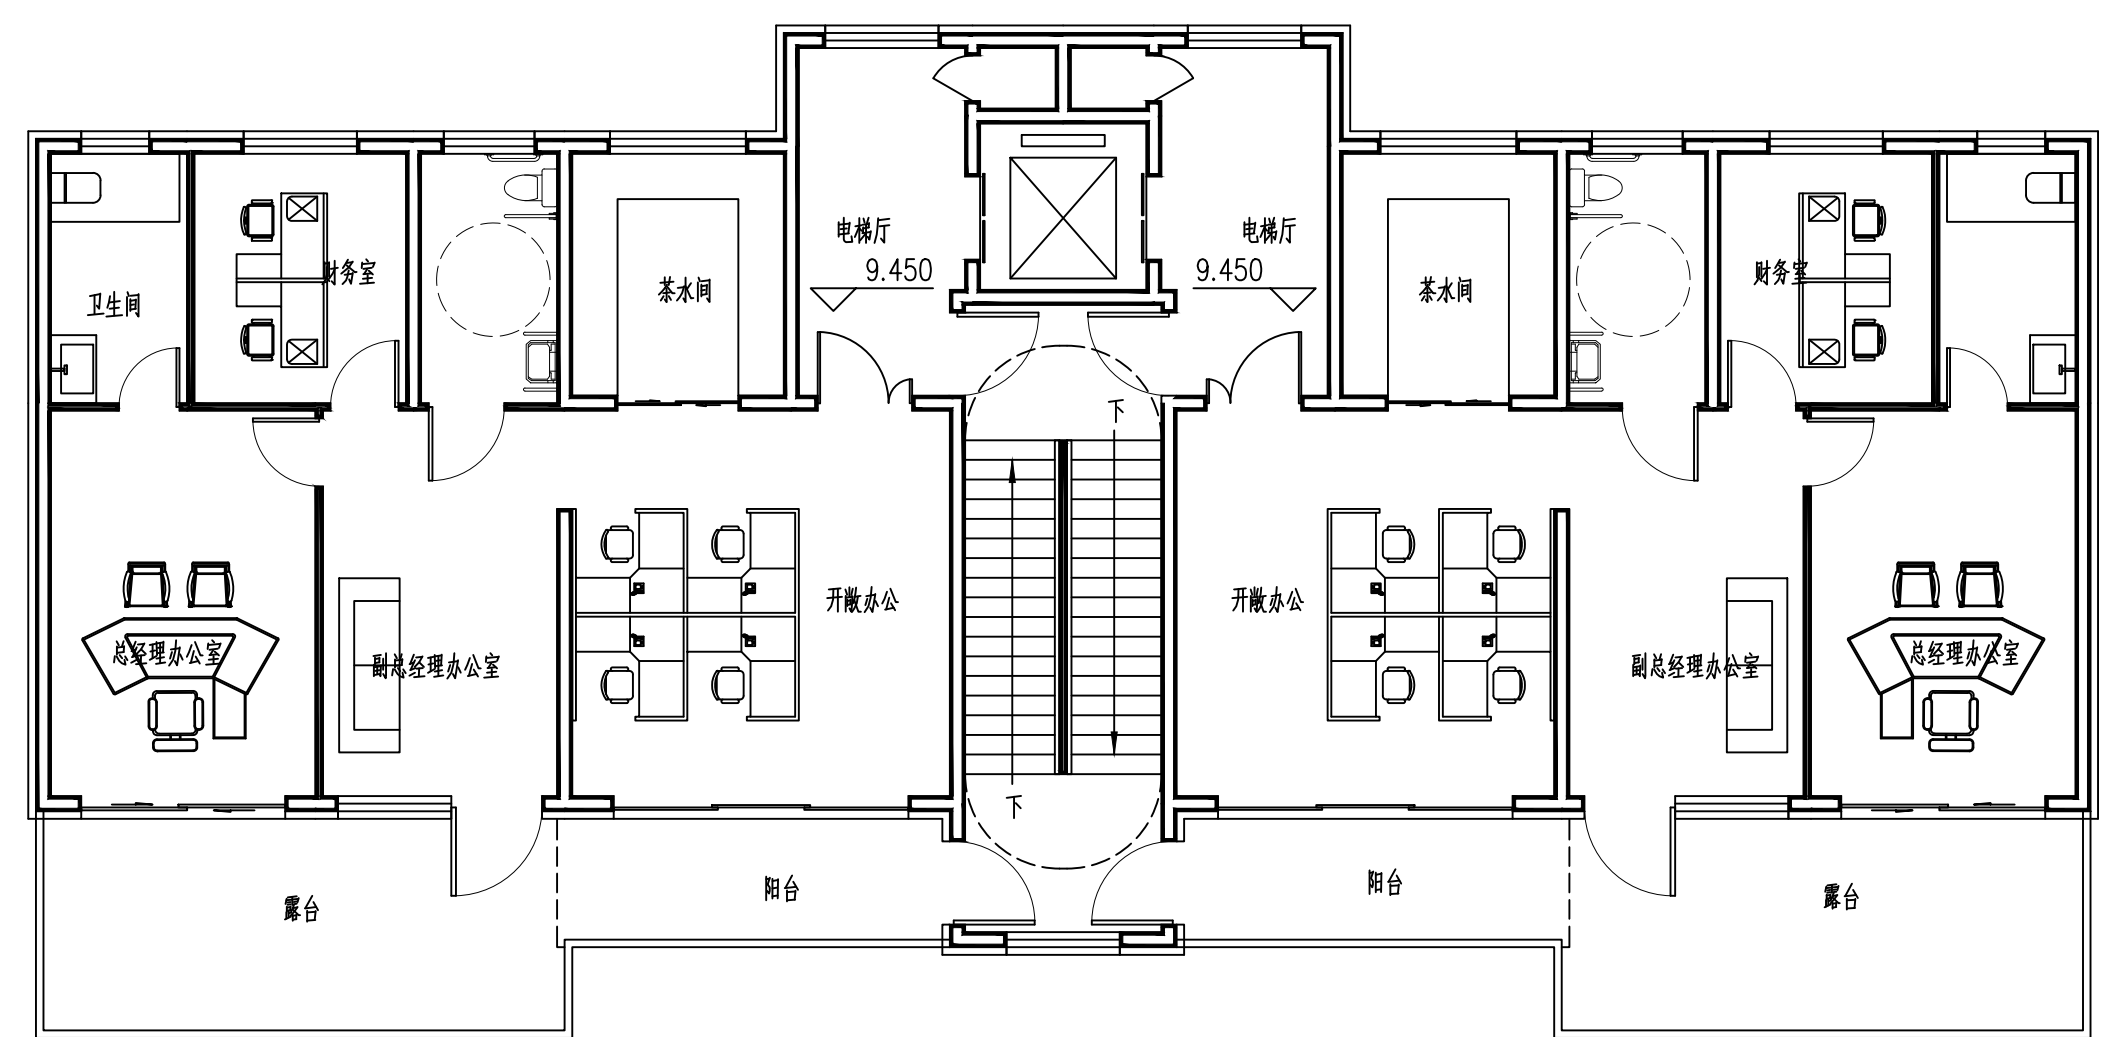 电梯厅
电梯厅
9.450
9.450
财务室
财务室
茶水间
茶水间
卫生间
下
开敞办公
开敞办公
总经理办公室
副总经理办公室
副总经理办公室
总经理办公室
下
阳台
阳台
露台
露台